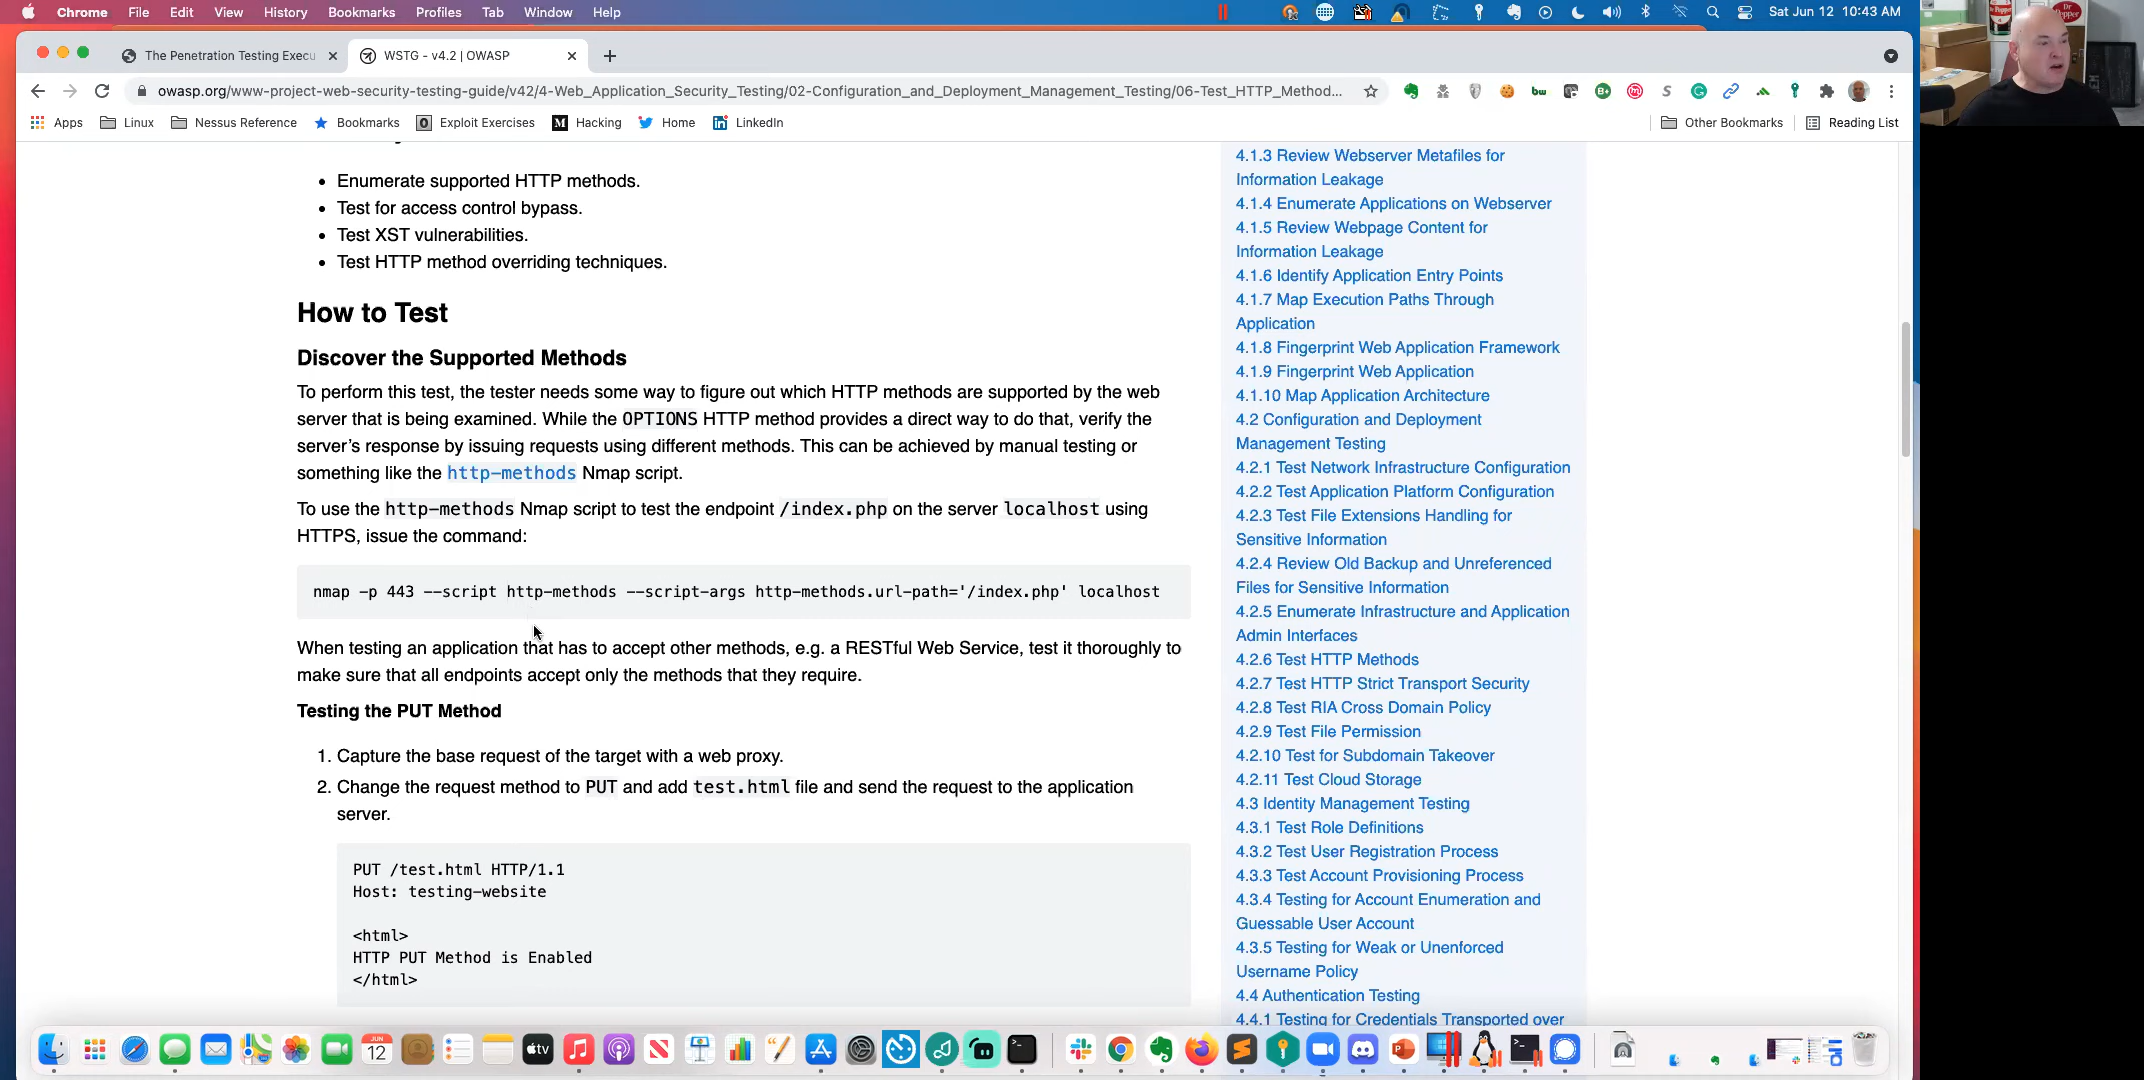 Chrome File Edit View History Bookmarks Profiles Tab Window Help Sat Jun 12 10:43 AM
The Penetration Testing Execu
WSTG - v4.2 | OWASP
owasp.org/www-project-web-security-testing-guide/v42/4-Web_Application_Security_Testing/02-Configuration_and_Deployment_Management_Testing/06-Test_HTTP_Method...
Apps Linux Nessus Reference Bookmarks Exploit Exercises Hacking Home LinkedIn Other Bookmarks Reading List
• Enumerate supported HTTP methods.
• Test for access control bypass.
• Test XST vulnerabilities.
• Test HTTP method overriding techniques.
How to Test
Discover the Supported Methods
To perform this test, the tester needs some way to figure out which HTTP methods are supported by the web
server that is being examined. While the OPTIONS HTTP method provides a direct way to do that, verify the
server's response by issuing requests using different methods. This can be achieved by manual testing or
something like the http-methods Nmap script.
To use the http-methods Nmap script to test the endpoint /index.php on the server localhost using
HTTPS, issue the command:
nmap -p 443 --script http-methods --script-args http-methods.url-path='/index.php' localhost
When testing an application that has to accept other methods, e.g. a RESTful Web Service, test it thoroughly to
make sure that all endpoints accept only the methods that they require.
Testing the PUT Method
1. Capture the base request of the target with a web proxy.
2. Change the request method to PUT and add test.html file and send the request to the application
server.
PUT /test.html HTTP/1.1
Host: testing-website
<html>
HTTP PUT Method is Enabled
</html>
4.1.3 Review Webserver Metafiles for
Information Leakage
4.1.4 Enumerate Applications on Webserver
4.1.5 Review Webpage Content for
Information Leakage
4.1.6 Identify Application Entry Points
4.1.7 Map Execution Paths Through
Application
4.1.8 Fingerprint Web Application Framework
4.1.9 Fingerprint Web Application
4.1.10 Map Application Architecture
4.2 Configuration and Deployment
Management Testing
4.2.1 Test Network Infrastructure Configuration
4.2.2 Test Application Platform Configuration
4.2.3 Test File Extensions Handling for
Sensitive Information
4.2.4 Review Old Backup and Unreferenced
Files for Sensitive Information
4.2.5 Enumerate Infrastructure and Application
Admin Interfaces
4.2.6 Test HTTP Methods
4.2.7 Test HTTP Strict Transport Security
4.2.8 Test RIA Cross Domain Policy
4.2.9 Test File Permission
4.2.10 Test for Subdomain Takeover
4.2.11 Test Cloud Storage
4.3 Identity Management Testing
4.3.1 Test Role Definitions
4.3.2 Test User Registration Process
4.3.3 Test Account Provisioning Process
4.3.4 Testing for Account Enumeration and
Guessable User Account
4.3.5 Testing for Weak or Unenforced
Username Policy
4.4 Authentication Testing
4.4.1 Testing for Credentials Transported over
JUN
12
tv